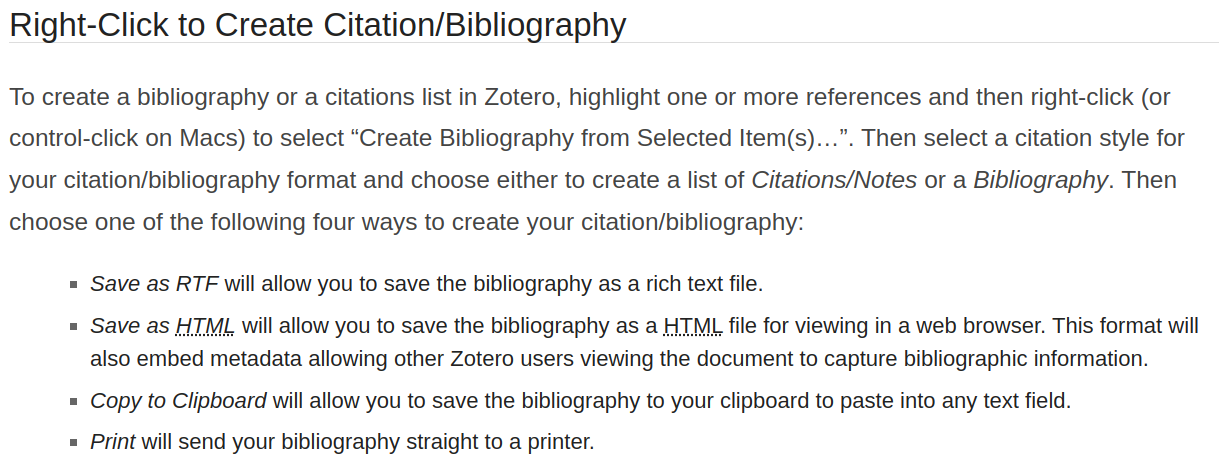 Right-Click to Create Citation/Bibliography
To create a bibliography or a citations list in Zotero, highlight one or more references and then right-click (or
control-click on Macs) to select “Create Bibliography from Selected Item(s)…”. Then select a citation style for
your citation/bibliography format and choose either to create a list of Citations/Notes or a Bibliography. Then
choose one of the following four ways to create your citation/bibliography:
Save as RTF will allow you to save the bibliography as a rich text file.
Save as HTML will allow you to save the bibliography as a HTML file for viewing in a web browser. This format will
also embed metadata allowing other Zotero users viewing the document to capture bibliographic information.
Copy to Clipboard will allow you to save the bibliography to your clipboard to paste into any text field.
Print will send your bibliography straight to a printer.